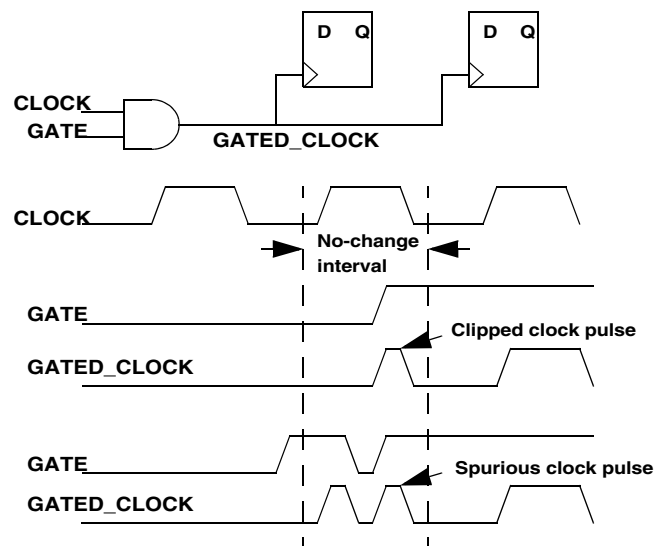 D Q
D Q
CLOCK
GATE
GATED_CLOCK
CLOCK
No-change
interval
GATE
Clipped clock pulse
GATED_CLOCK
GATE
Spurious clock pulse
GATED_CLOCK